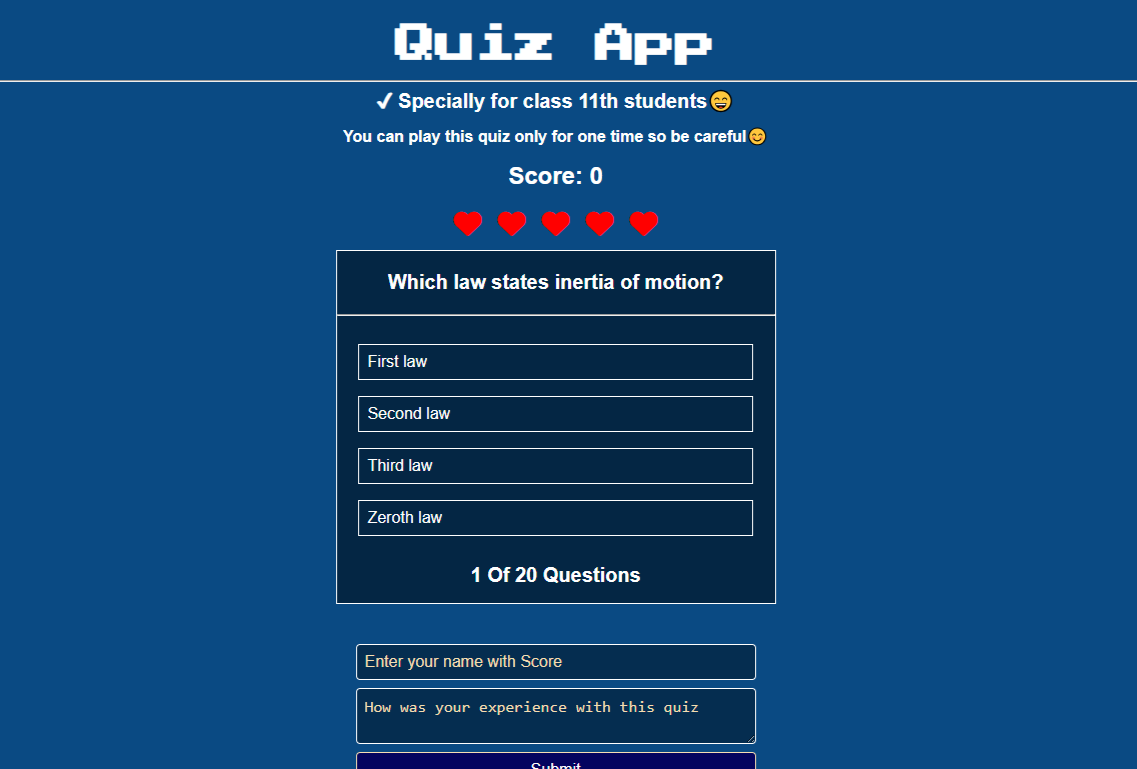 Quiz App
✔Specially for class 11th students😄
You can play this quiz only for one time so be careful😊
Score: 0
Which law states inertia of motion?
First law
Second law
Third law
Zeroth law
1 Of 20 Questions
Enter your name with Score
How was your experience with this quiz
Submit